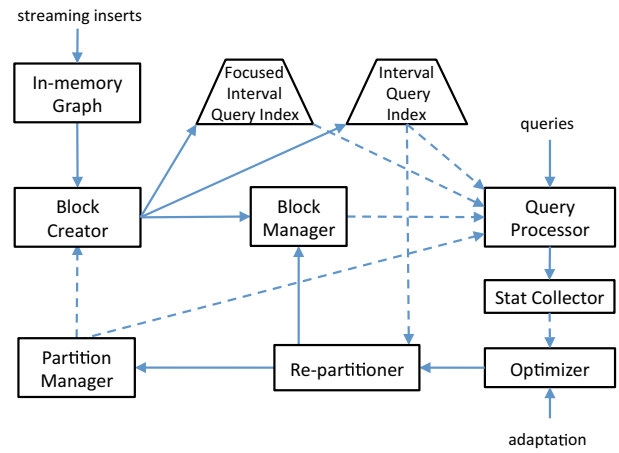 streaming inserts
In-memory
Graph
Focused
Interval
Query Index
Interval
Query
Index
queries
Block
Creator
Block
Manager
Query
Processor
Stat Collector
Partition
Manager
Re-partitioner
Optimizer
adaptation